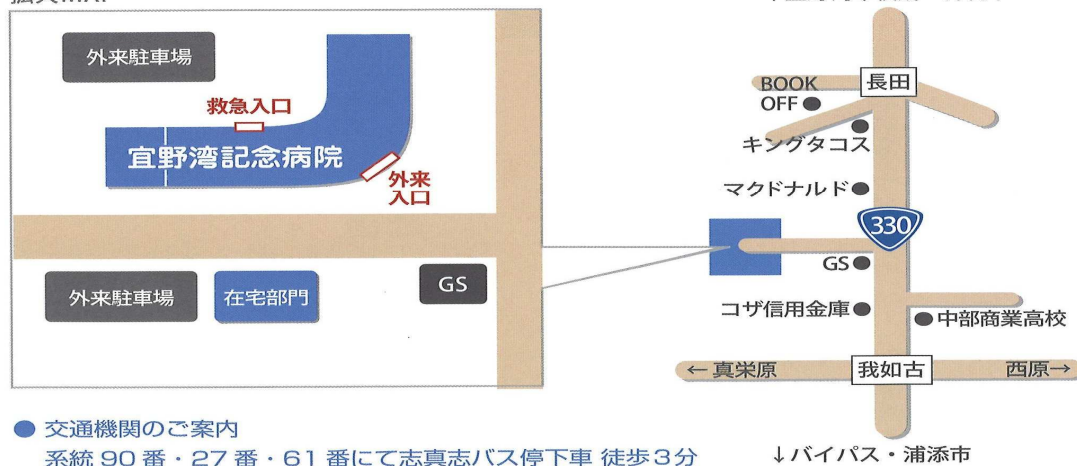 外来駐車場
救急入口
宜野湾記念病院
外来
入口
外来駐車場
在宅部門
GS
BOOK
OFF
長田
キングタコス
マクドナルド
330
GS
コザ信用金庫
中部商業高校
←真栄原
我如古
西原→
↓バイパス・浦添市
● 交通機関のご案内
系統 90 番・27 番・61 番にて志真志バス停下車 徒歩3分